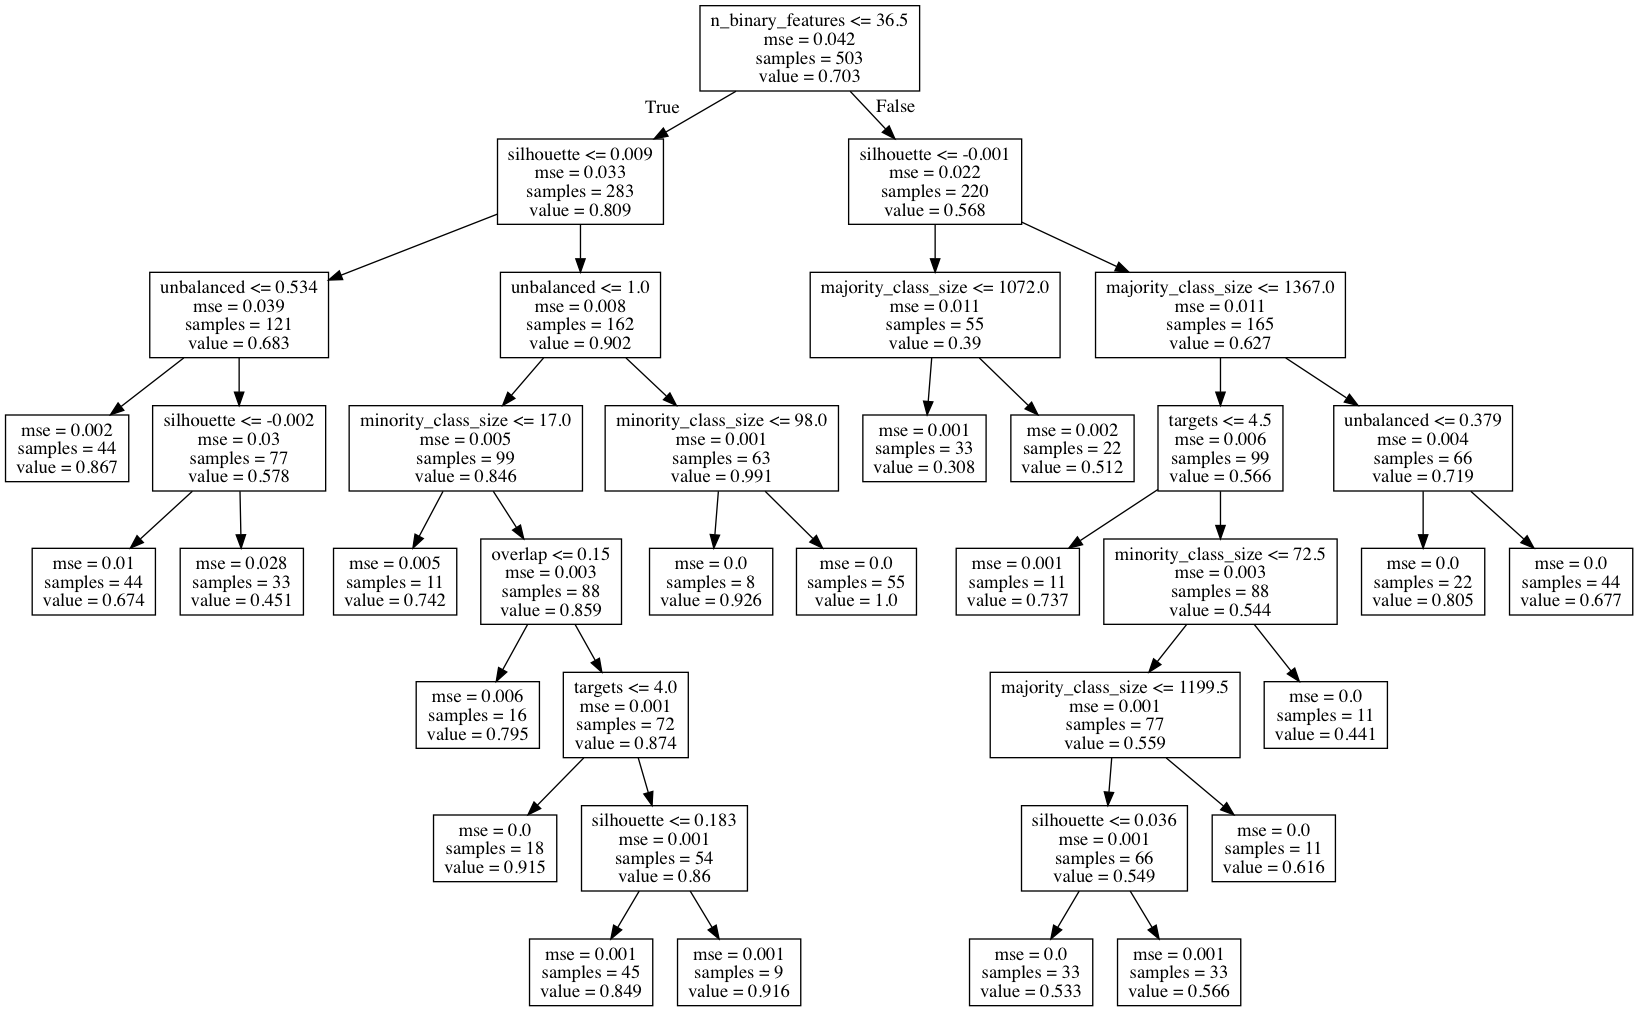 n_binary_features <= 36.5
mse = 0.042
samples = 503
value = 0.703
True
False
silhouette <= 0.009
mse = 0.033
samples = 283
value = 0.809
silhouette <= -0.001
mse = 0.022
samples = 220
value = 0.568
unbalanced <= 0.534
mse = 0.039
samples = 121
value = 0.683
unbalanced <= 1.0
mse = 0.008
samples = 162
value = 0.902
majority_class_size <= 1072.0
mse = 0.011
samples = 55
value = 0.39
majority_class_size <= 1367.0
mse = 0.011
samples = 165
value = 0.627
mse = 0.002
samples = 44
value = 0.867
silhouette <= -0.002
mse = 0.03
samples = 77
value = 0.578
minority_class_size <= 17.0
mse = 0.005
samples = 99
value = 0.846
minority_class_size <= 98.0
mse = 0.001
samples = 63
value = 0.991
mse = 0.001
samples = 33
value = 0.308
mse = 0.002
samples = 22
value = 0.512
targets <= 4.5
mse = 0.006
samples = 99
value = 0.566
unbalanced <= 0.379
mse = 0.004
samples = 66
value = 0.719
mse = 0.01
samples = 44
value = 0.674
mse = 0.028
samples = 33
value = 0.451
mse = 0.005
samples = 11
value = 0.742
overlap <= 0.15
mse = 0.003
samples = 88
value = 0.859
mse = 0.0
samples = 8
value = 0.926
mse = 0.0
samples = 55
value = 1.0
mse = 0.001
samples = 11
value = 0.737
minority_class_size <= 72.5
mse = 0.003
samples = 88
value = 0.544
mse = 0.0
samples = 22
value = 0.805
mse = 0.0
samples = 44
value = 0.677
mse = 0.006
samples = 16
value = 0.795
targets <= 4.0
mse = 0.001
samples = 72
value = 0.874
majority_class_size <= 1199.5
mse = 0.001
samples = 77
value = 0.559
mse = 0.0
samples = 11
value = 0.441
mse = 0.0
samples = 18
value = 0.915
silhouette <= 0.183
mse = 0.001
samples = 54
value = 0.86
silhouette <= 0.036
mse = 0.001
samples = 66
value = 0.549
mse = 0.0
samples = 11
value = 0.616
mse = 0.001
samples = 45
value = 0.849
mse = 0.001
samples = 9
value = 0.916
mse = 0.0
samples = 33
value = 0.533
mse = 0.001
samples = 33
value = 0.566